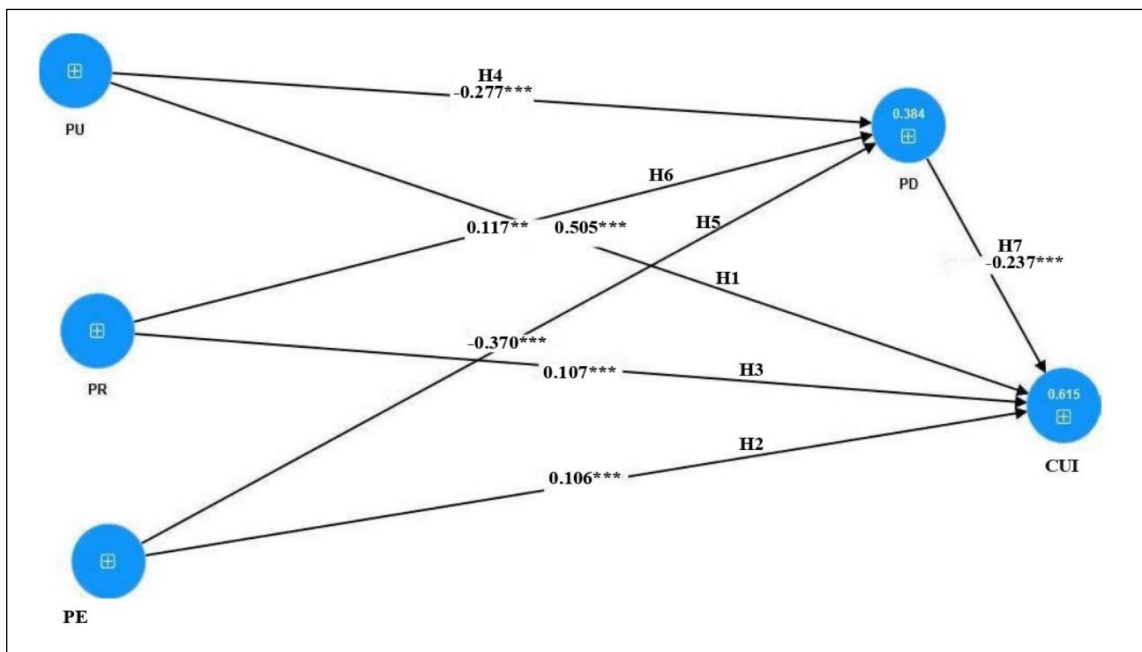 H4
-0.277***
0.384
PU
PD
H6
H5
0.117**
0.505***
H7
-0.237***
H1
-0.370***
0.107***
H3
PR
0.615
H2
CUI
0.106***
PE